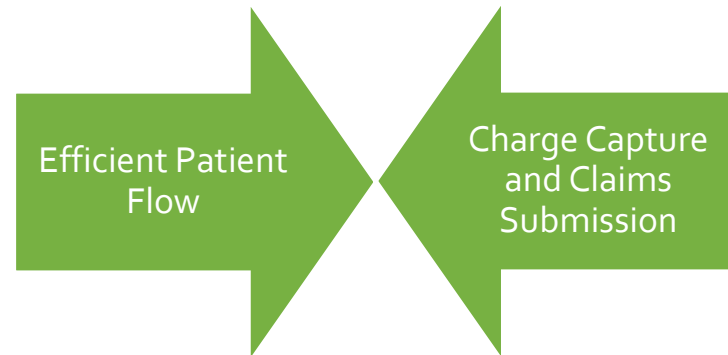 Efficient Patient
Flow
Charge Capture
and Claims
Submission